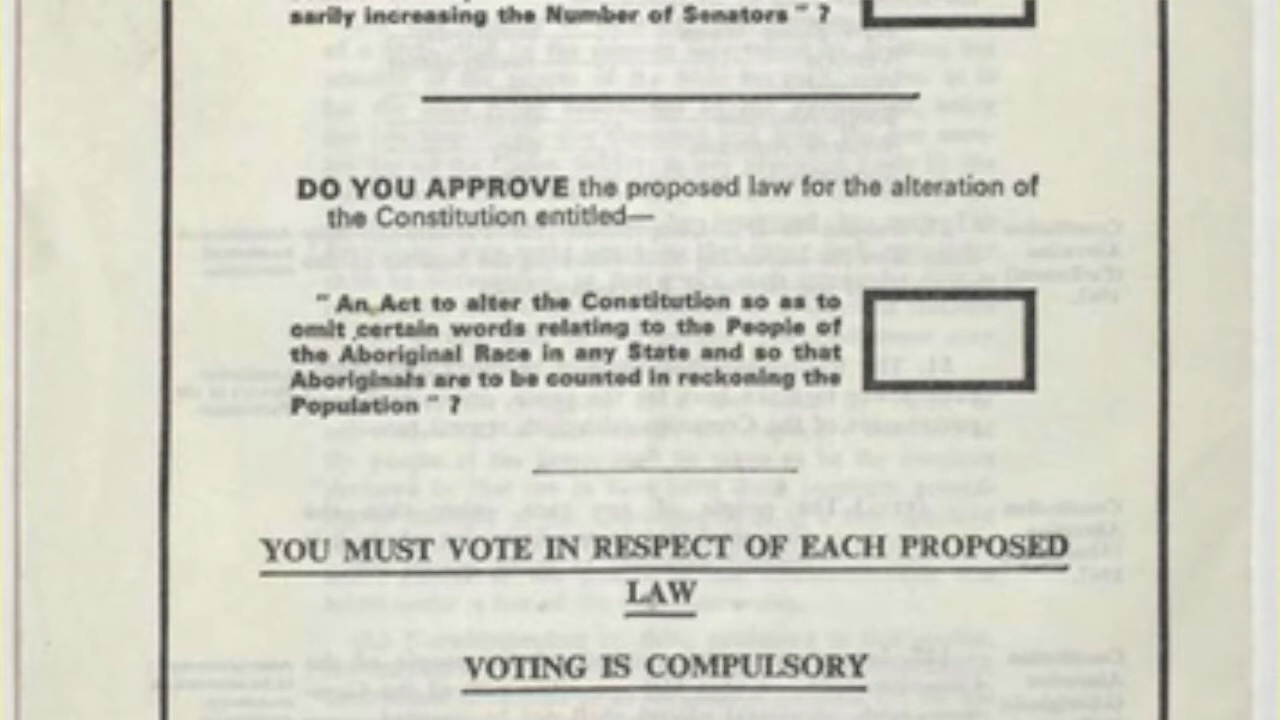 sarily increasing the Number of Senators " ?
DO YOU APPROVE the proposed law for the alteration of
the Constitution entitled—
" An Act to alter the Constitution so as to
omit certain words relating to the People of
the Aboriginal Race in any State and so that
Aboriginals are to be counted in reckoning the
Population " ?
YOU MUST VOTE IN RESPECT OF EACH PROPOSED
LAW
VOTING IS COMPULSORY